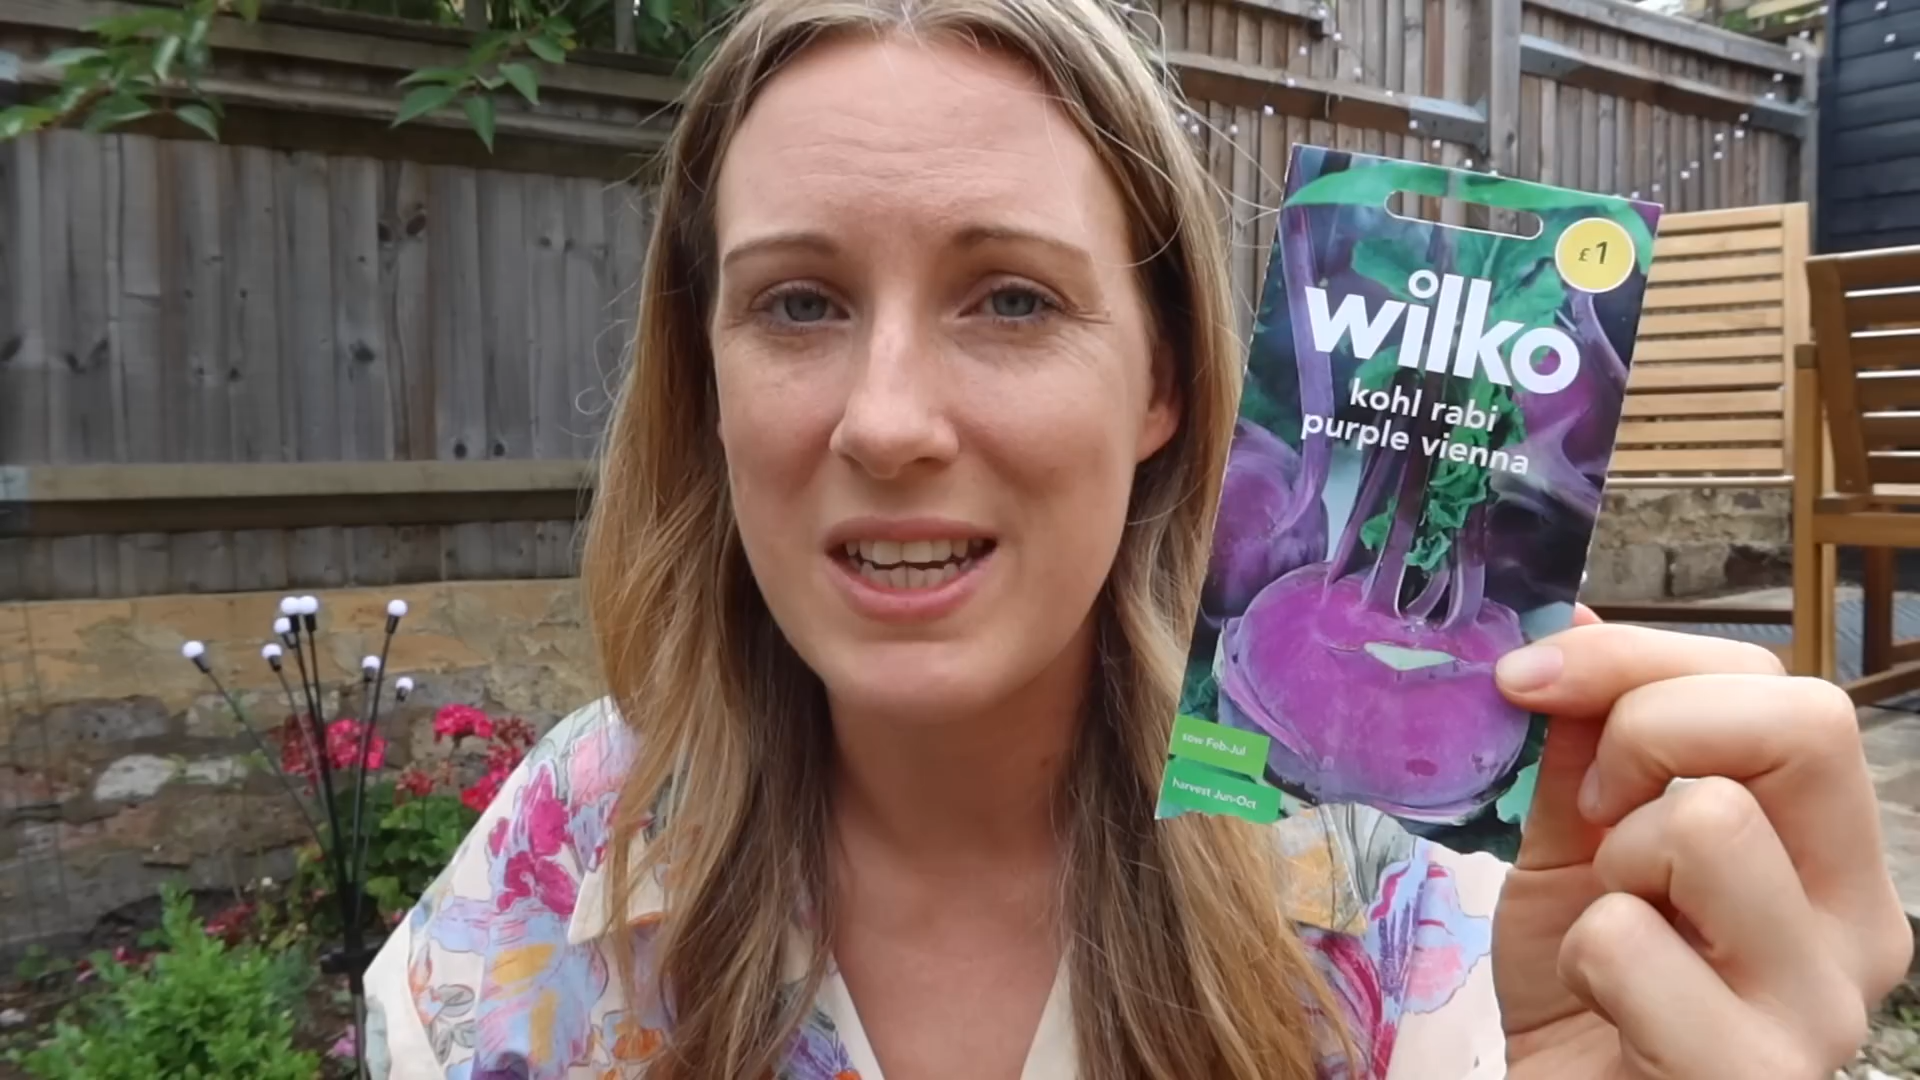 £1
wilko
kohl rabi
purple vienna
sow Feb-Jul
harvest Jun-Oct